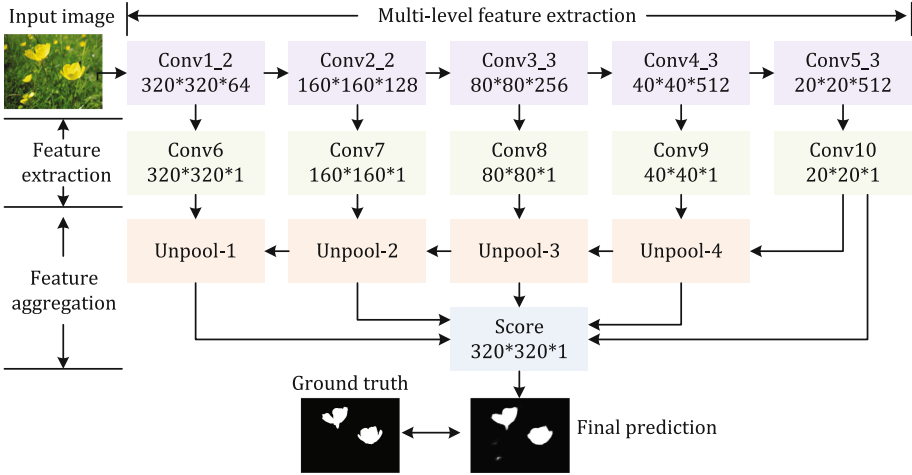 Input image
Multi-level feature extraction
Conv1_2
320*320*64
Conv2_2
160*160*128
Conv3_3
80*80*256
Conv4_3
40*40*512
Conv5_3
20*20*512
Feature
extraction
Conv6
320*320*1
Conv7
160*160*1
Conv8
80*80*1
Conv9
40*40*1
Conv10
20*20*1
Feature
aggregation
Unpool-1
Unpool-2
Unpool-3
Unpool-4
Score
320*320*1
Ground truth
Final prediction